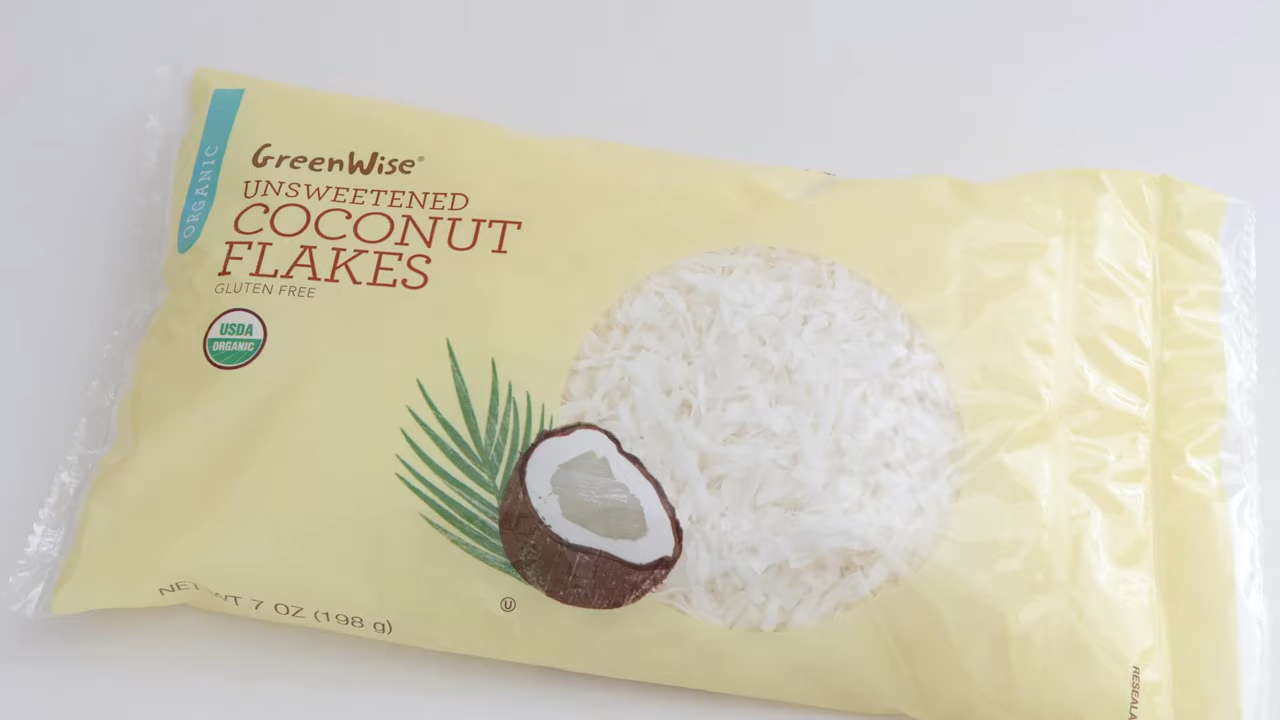 ORGANIC
GreenWise®
UNSWEETENED
COCONUT
FLAKES
GLUTEN FREE
USDA
ORGANIC
NET WT 7 OZ (198 g)
U
RESEALA